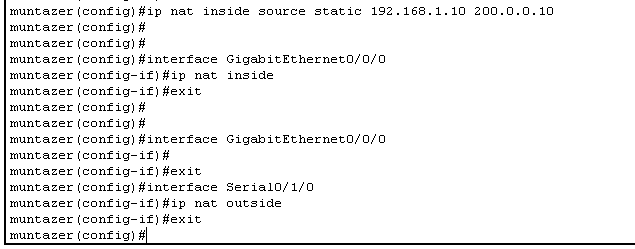 muntazer(config)#ip nat inside source static 192.168.1.10 200.0.0.10
muntazer(config)#
muntazer(config)#
muntazer(config)#interface GigabitEthernet0/0/0
muntazer(config-if)#ip nat inside
muntazer(config-if)#exit
muntazer(config)#
muntazer(config)#
muntazer(config)#interface GigabitEthernet0/0/0
muntazer(config-if)#
muntazer(config-if)#exit
muntazer(config)#interface Serial0/1/0
muntazer(config-if)#ip nat outside
muntazer(config-if)#exit
muntazer(config)#